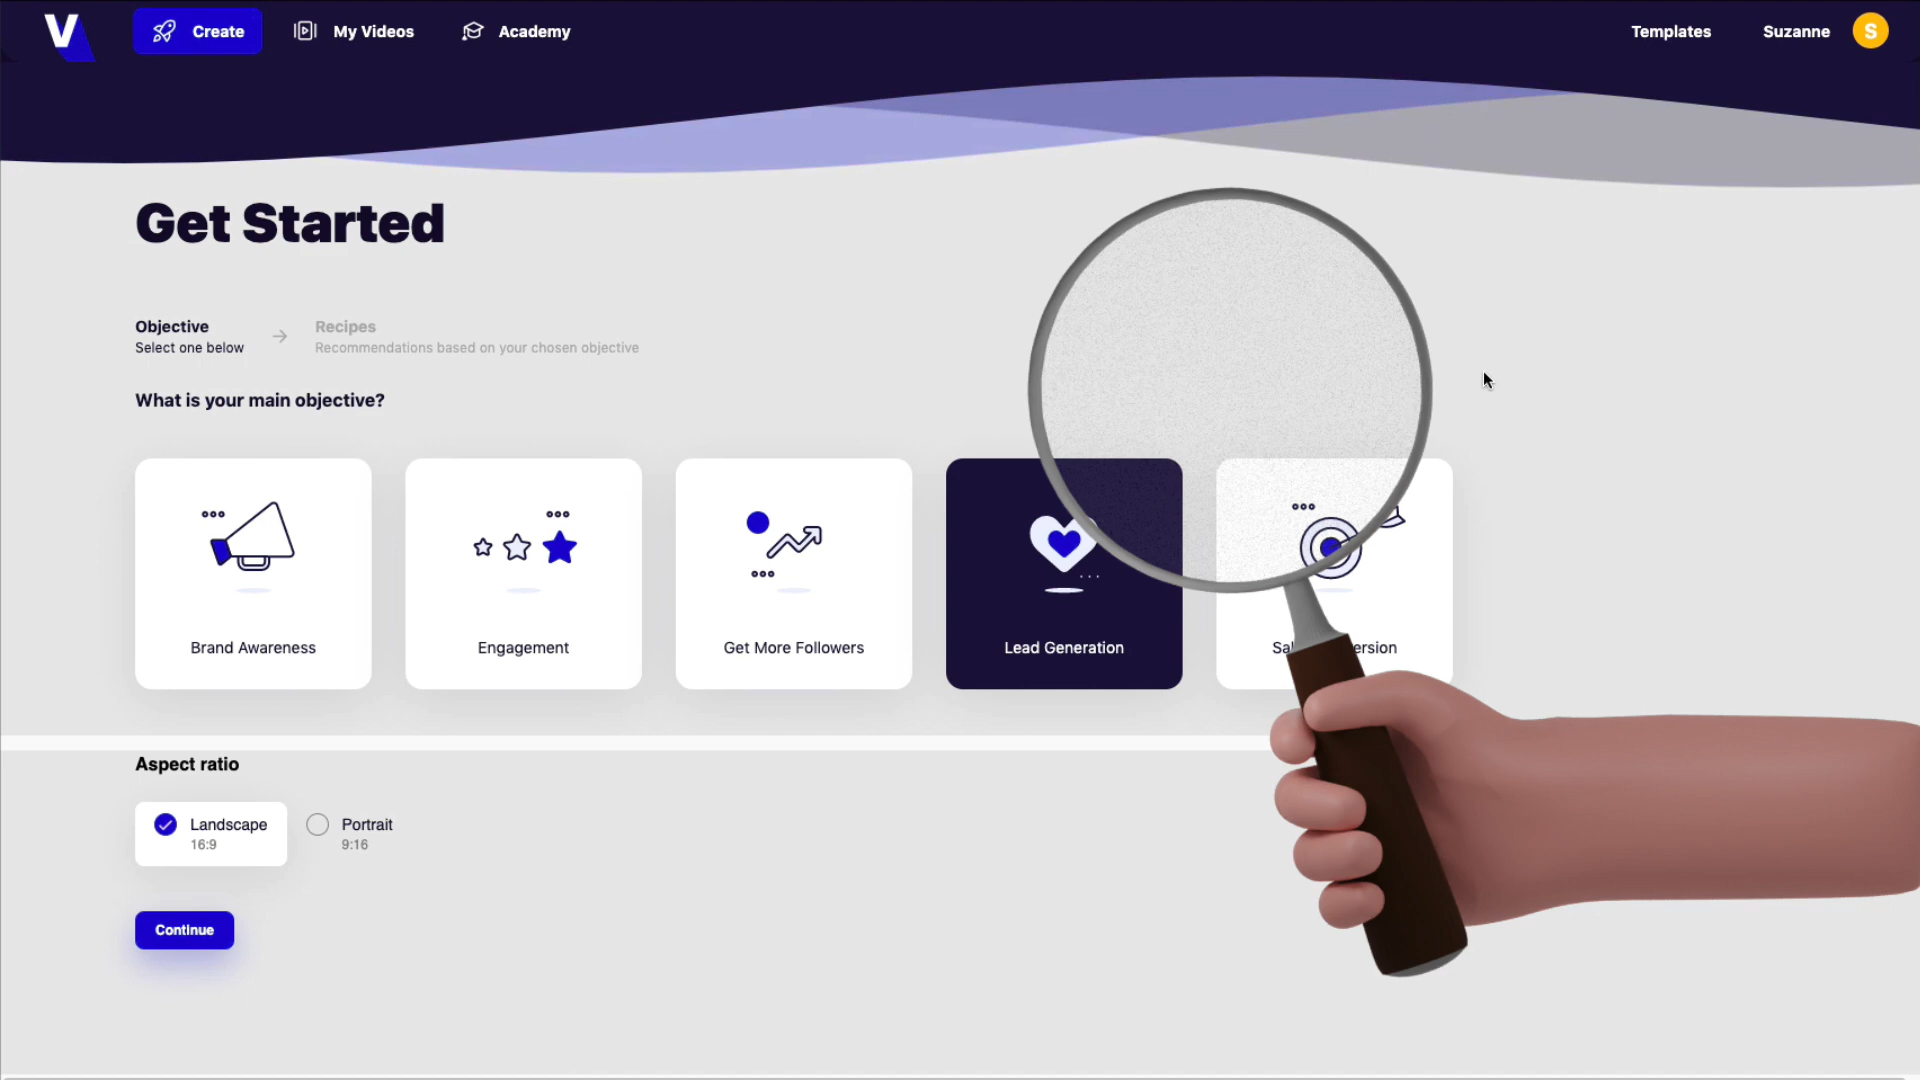 V
Create
My Videos
Academy
Templates
Suzanne
S
Get Started
Objective
Select one below
Recipes
Recommendations based on your chosen objective
What is your main objective?
Brand Awareness
Engagement
Get More Followers
Lead Generation
Aspect ratio
Landscape
16:9
Portrait
9:16
Continue